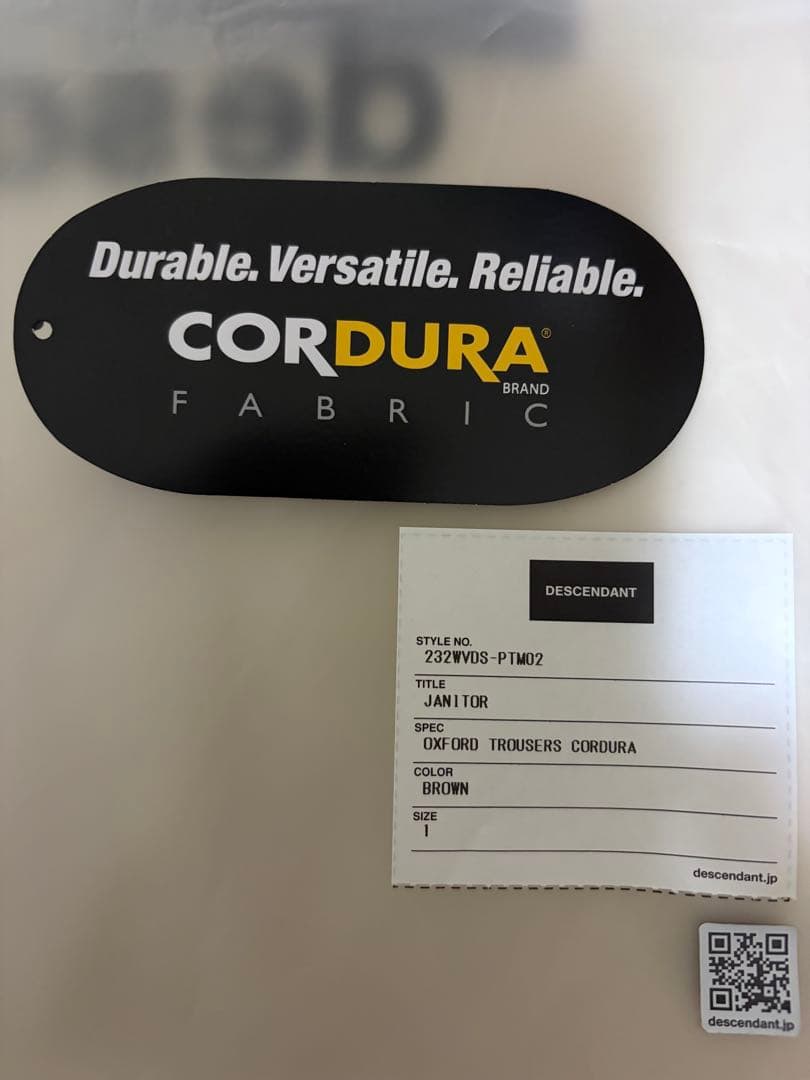 desc
Durable. Versatile. Reliable.
CORDURA®
BRAND
FABRIC
DESCENDANT
STYLE NO.
232WVDS-PTM02
TITLE
JANITOR
SPEC
OXFORD TROUSERS CORDURA
COLOR
BROWN
SIZE
1
descendant.jp
descendant.jp